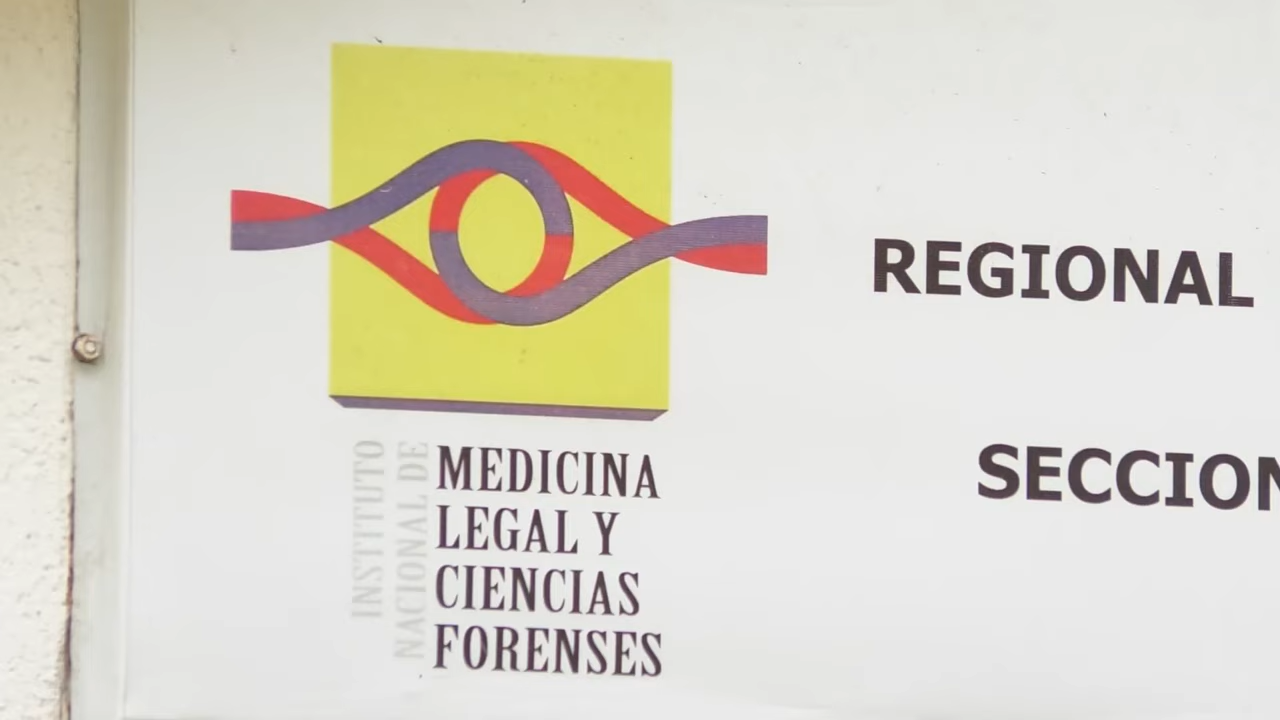 INSTITUTO
NACIONAL DE
MEDICINA
LEGAL Y
CIENCIAS
FORENSES
REGIONAL
SECCION